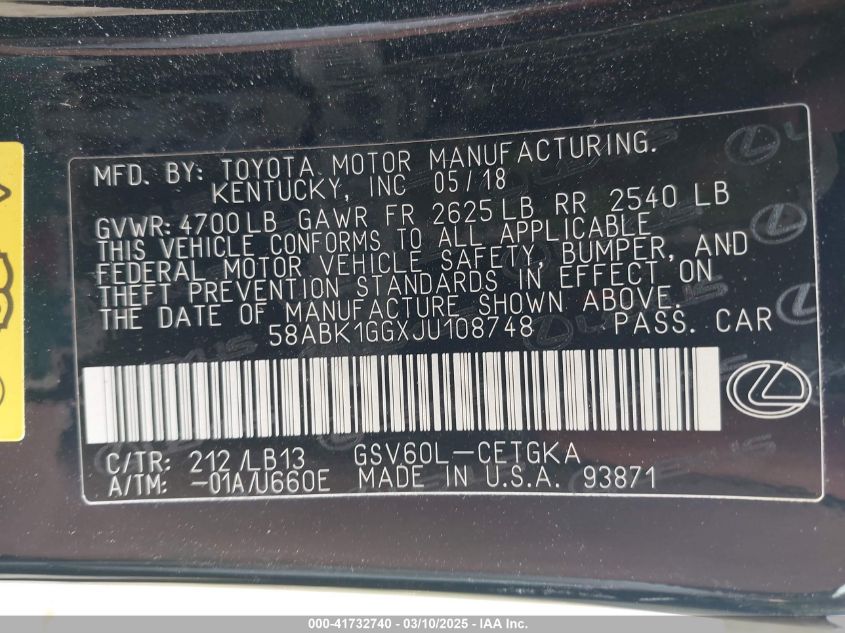 MFD. BY: TOYOTA MOTOR MANUFACTURING.
KENTUCKY, INC 05/18
GVWR: 4700LB GAWR FR 2625LB RR 2540 LB
THIS VEHICLE CONFORMS TO ALL APPLICABLE
FEDERAL MOTOR VEHICLE SAFETY, BUMPER, AND
THEFT PREVENTION STANDARDS IN EFFECT ON
THE DATE OF MANUFACTURE SHOWN ABOVE.
58ABK1GGXJU108748 PASS. CAR
C/TR: 212/LB13 GSV60L-CETGKA
A/TM: -01A/U660E MADE IN U.S.A. 93871
000-41732740 - 03/10/2025 - IAA Inc.